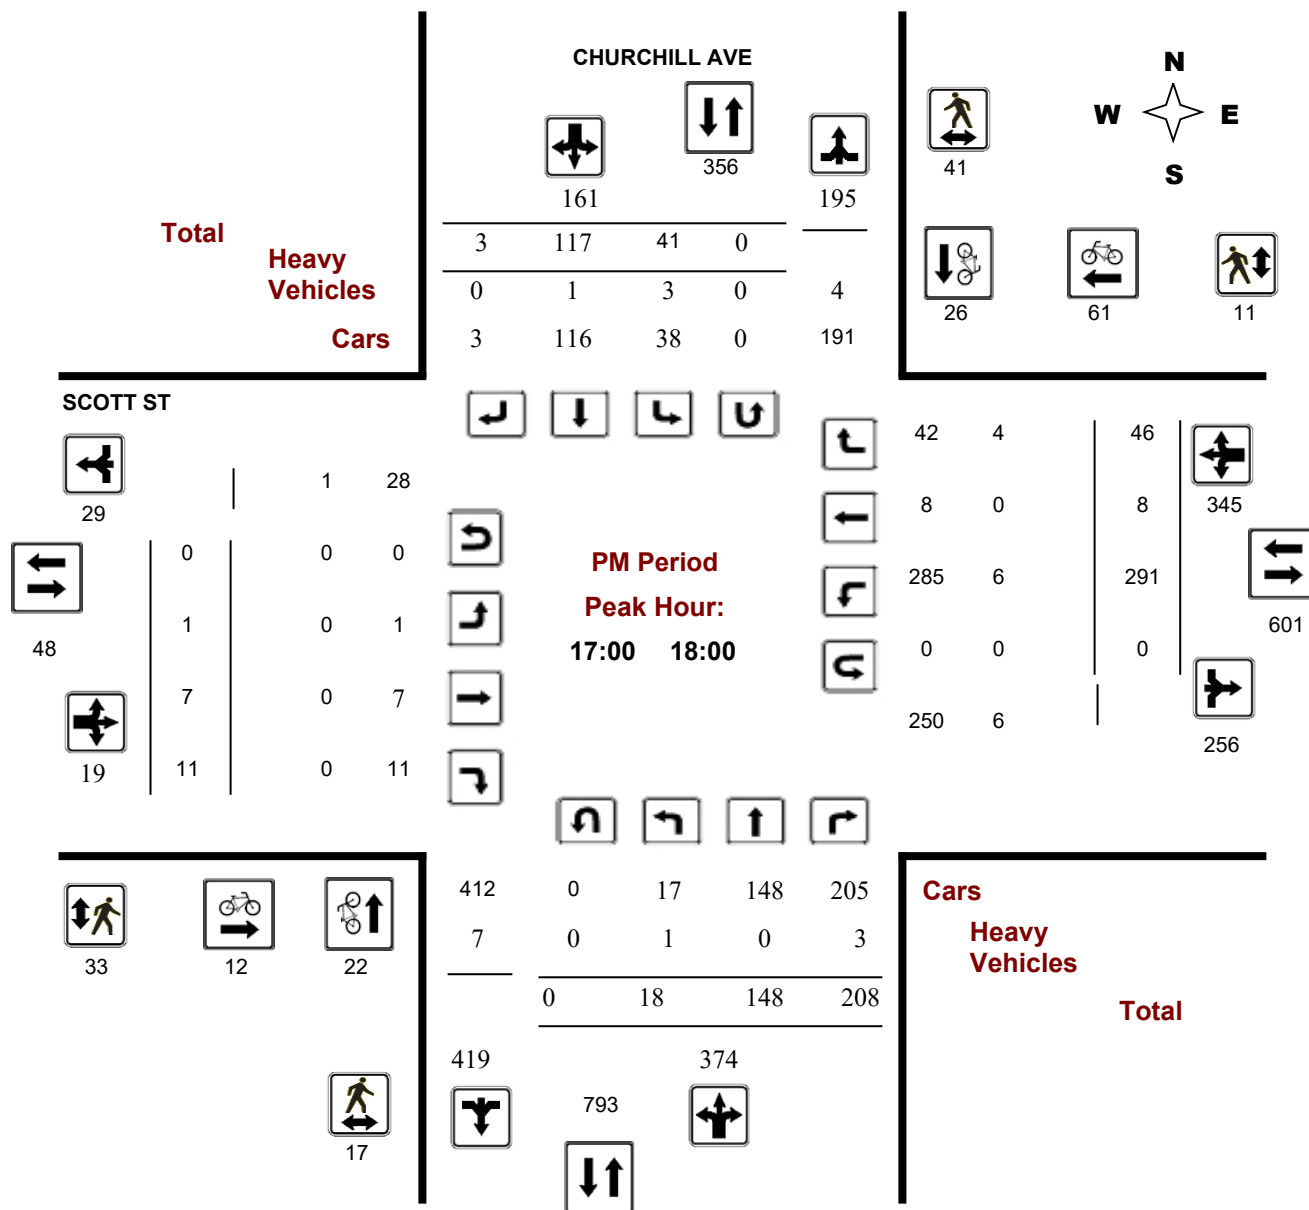 CHURCHILL AVE
N
W E
S
356
41
161
195
Total
3 117 41 0
Heavy
Vehicles
0 1 3 0 4
26 61 11
Cars
3 116 38 0 191
SCOTT ST
42 4 46
1 28
29
8 0 8 345
0 0 0
PM Period
285 6 291
Peak Hour:
1 0 1
601
48
17:00 18:00
0 0 0
7 0 7
250 6
256
19
11 0 11
412 0 17 148 205
Cars
7 0 1 0 3
Heavy
Vehicles
33 12 22
0 18 148 208
Total
419 374
793
17